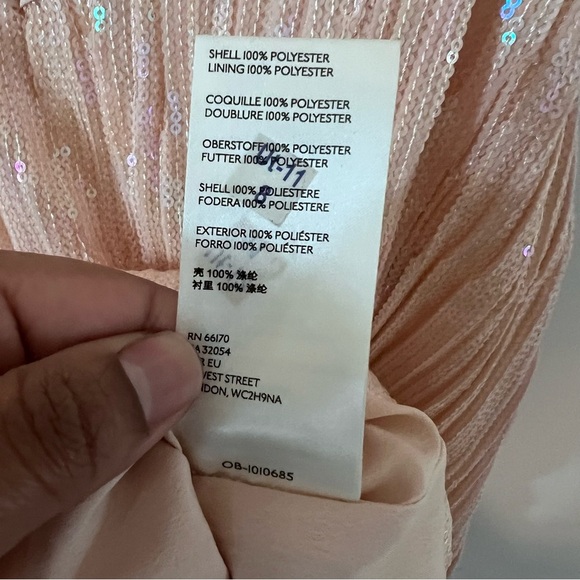 SHELL 100% POLYESTER
LINING 100% POLYESTER
COQUILLE 100% POLYESTER
DOUBLURE 100% POLYESTER
OBERSTOFF 100% POLYESTER
FUTTER 100% POLYESTER
SHELL 100% POLIESTERE
FODERA 100% POLIESTERE
EXTERIOR 100% POLIÉSTER
FORRO 100% POLIÉSTER
壳 100% 涤纶
衬里 100% 涤纶
RN 66170
32054
EU
WEST STREET
WC2H9NA
OB-1010685